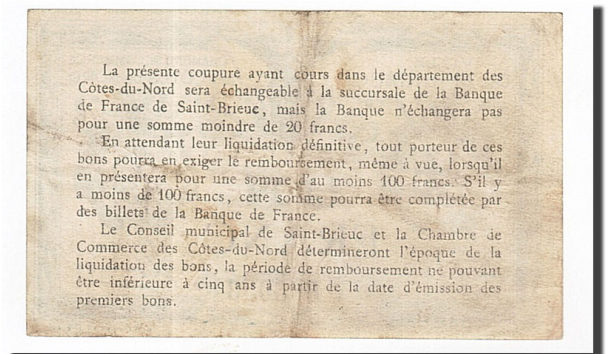 La présente coupure ayant cours dans le département des
Côtes-du-Nord sera échangeable à la succursale de la Banque
de France de Saint-Brieuc, mais la Banque n'échangera pas
pour une somme moindre de 20 francs.
En attendant leur liquidation définitive, tout porteur de ces
bons pourra en exiger le remboursement, même à vue, lorsqu'il
en présentera pour une somme d'au moins 100 francs. S'il y
a moins de 100 francs, cette somme pourra être complétée par
des billets de la Banque de France.
Le Conseil municipal de Saint-Brieuc et la Chambre de
Commerce des Côtes-du-Nord détermineront l'époque de la
liquidation des bons, la période de remboursement ne pouvant
être inférieure à cinq ans à partir de la date d'émission des
premiers bons.